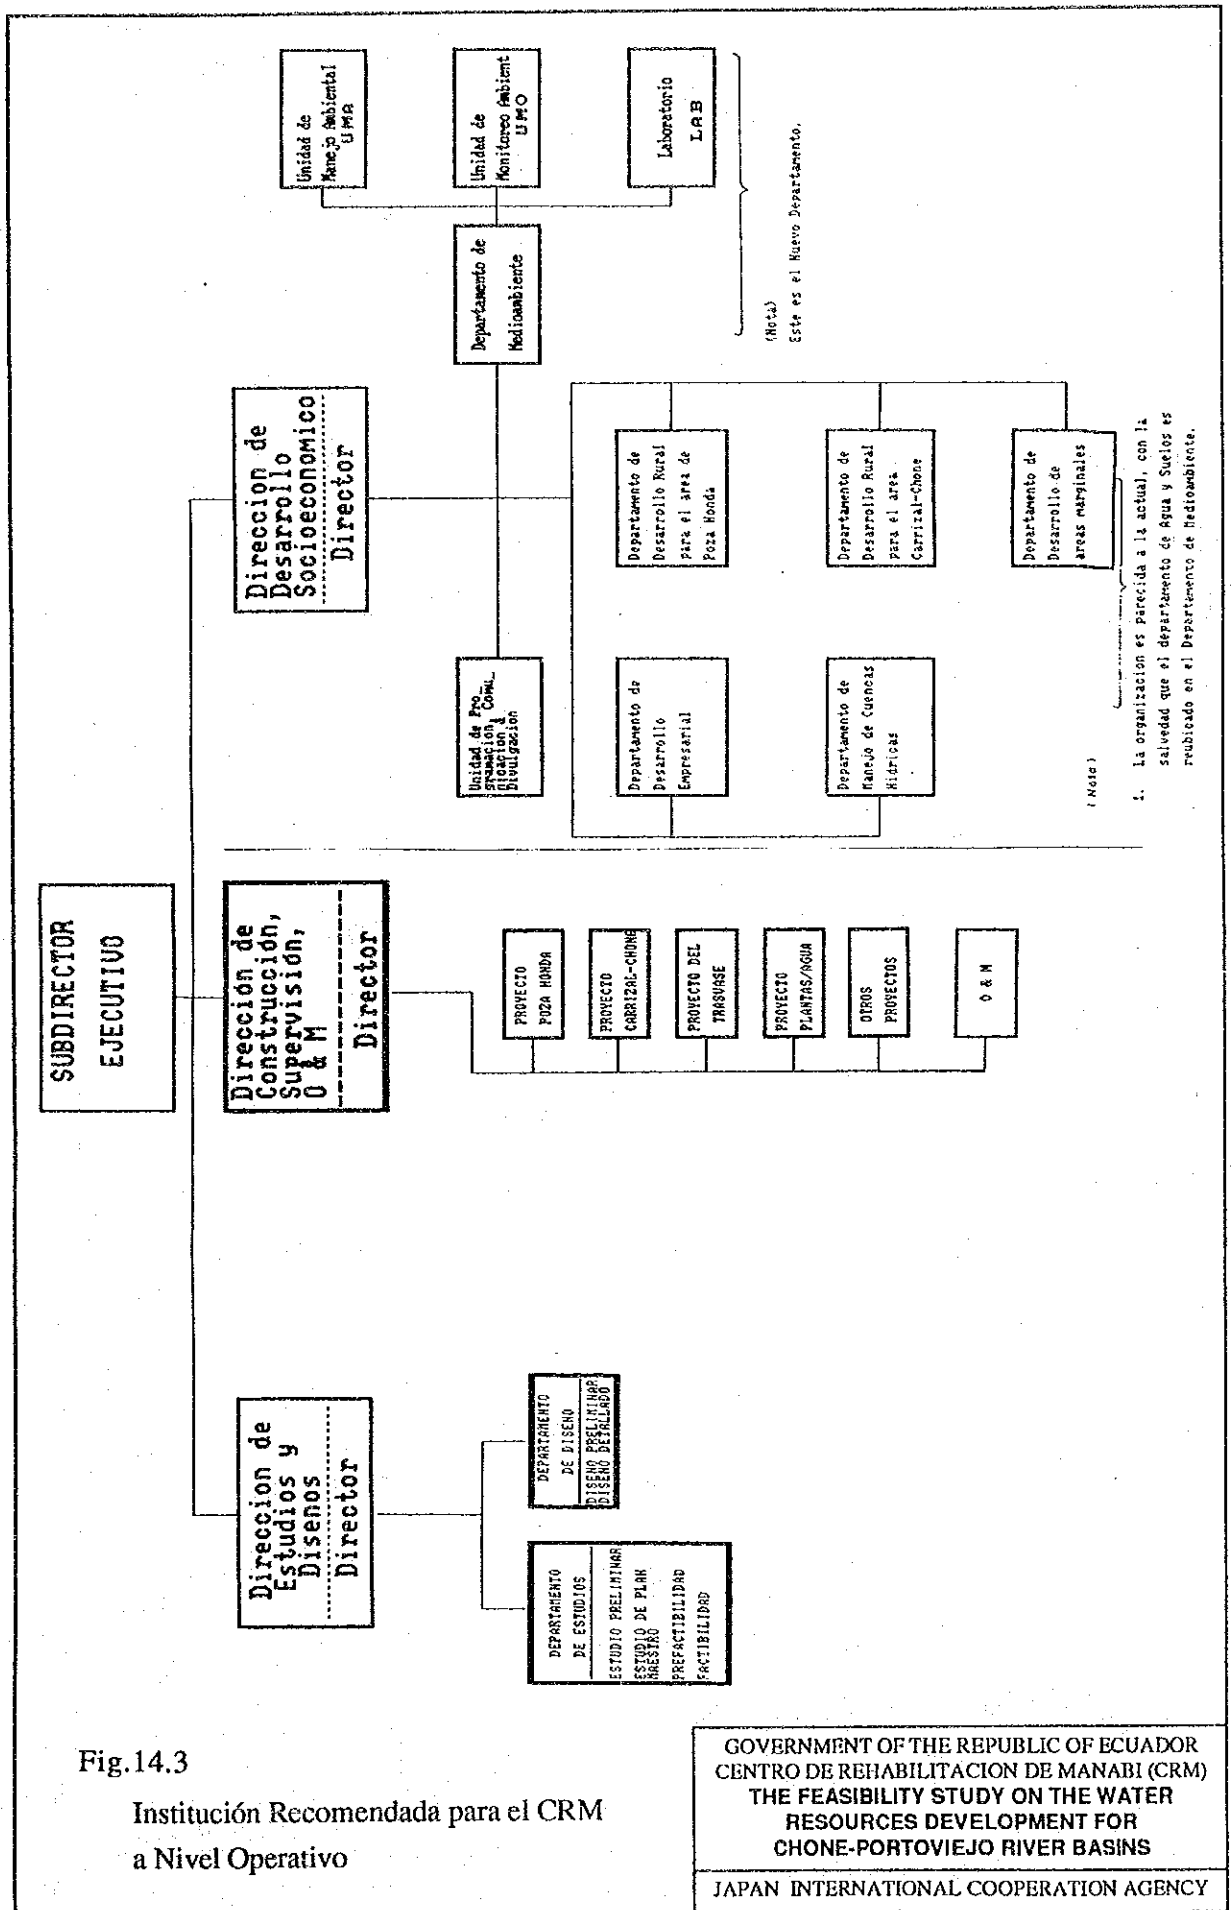 SUBDIRECTOR
EJECUTIVO
Direccion de
Estudios y
Disenos
Director
DEPARTAMENTO
DE ESTUDIOS
ESTUDIO PRELIMINAR
ESTUDIO DE PLAN
MAESTRO
PREFACTIBILIDAD
FACTIBILIDAD
DEPARTAMENTO
DE DISENO
DISENO PRELIMINAR
DISENO DETALLADO
Dirección de
Construcción,
Supervisión,
O & M
Director
PROYECTO
POZA HONDA
PROYECTO
CARRIZAL-CHONE
PROYECTO DEL
TRASVASE
PROYECTO
PLANTAS/AGUA
OTROS
PROYECTOS
O & M
Direccion de
Desarrollo
Socioeconomico
Director
Unidad de Pro_
gramacion, Comu_
nicacion &
Divulgacion
Departamento de
Medioambiente
Unidad de
Manejo Ambiental
UMA
Unidad de
Monitoreo Ambient
UMO
Laboratorio
LAB
(Nota)
Este es el Nuevo Departamento.
Departamento de
Desarrollo
Empresarial
Departamento de
Manejo de Cuencas
Hidricas
Departamento de
Desarrollo Rural
para el area de
Poza Honda
Departamento de
Desarrollo Rural
para el area
Carrizal-Chone
Departamento de
Desarrollo de
areas marginales
(Nota)
1. La organizacion es parecida a la actual, con la
salvedad que el departamento de Agua y Suelos es
reubicado en el Departamento de Medioambiente.
Fig.14.3
Institución Recomendada para el CRM
a Nivel Operativo
GOVERNMENT OF THE REPUBLIC OF ECUADOR
CENTRO DE REHABILITACION DE MANABI (CRM)
THE FEASIBILITY STUDY ON THE WATER
RESOURCES DEVELOPMENT FOR
CHONE-PORTOVIEJO RIVER BASINS
JAPAN INTERNATIONAL COOPERATION AGENCY